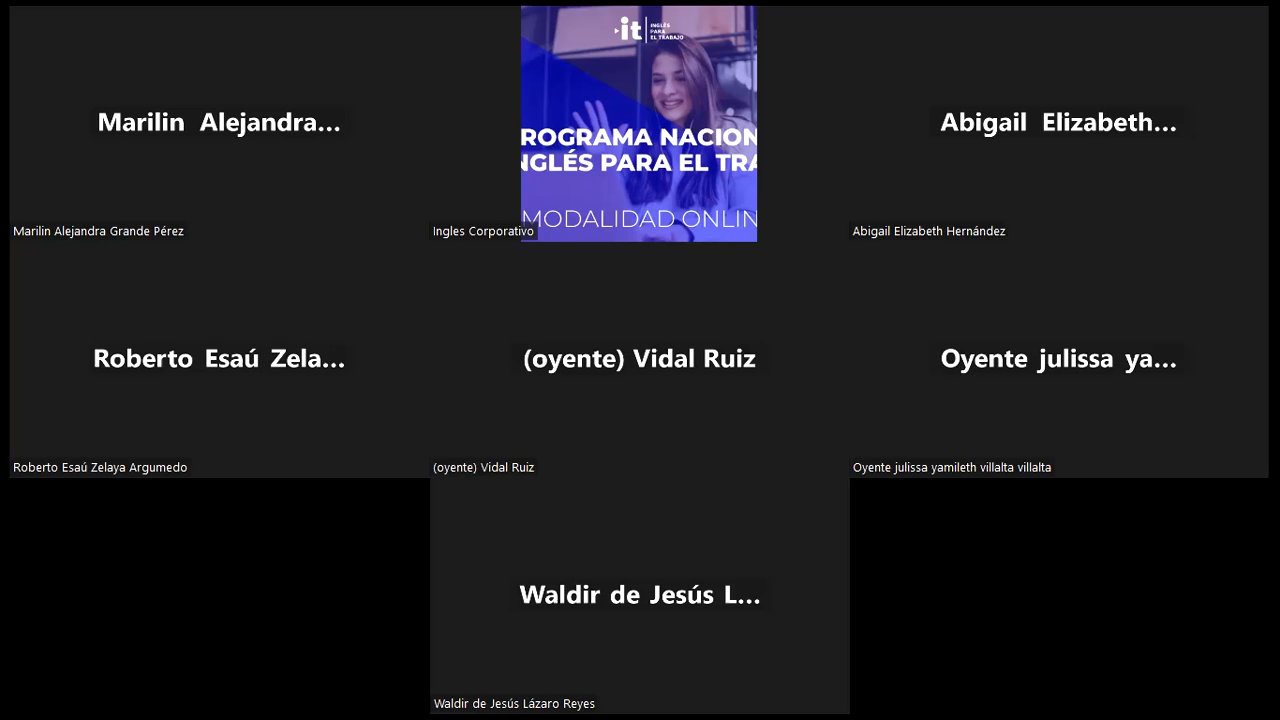 Marilin Alejandra...
Marilin Alejandra Grande Pérez
it
INGLÉS
PARA
EL TRABAJO
ROGRAMA NACION
NGLÉS PARA EL TRA
MODALIDAD ONLIN
Ingles Corporativo
Abigail Elizabeth...
Abigail Elizabeth Hernández
Roberto Esaú Zela...
Roberto Esaú Zelaya Argumedo
(oyente) Vidal Ruiz
(oyente) Vidal Ruiz
Oyente julissa ya...
Oyente julissa yamileth villalta villalta
Waldir de Jesús L...
Waldir de Jesús Lázaro Reyes